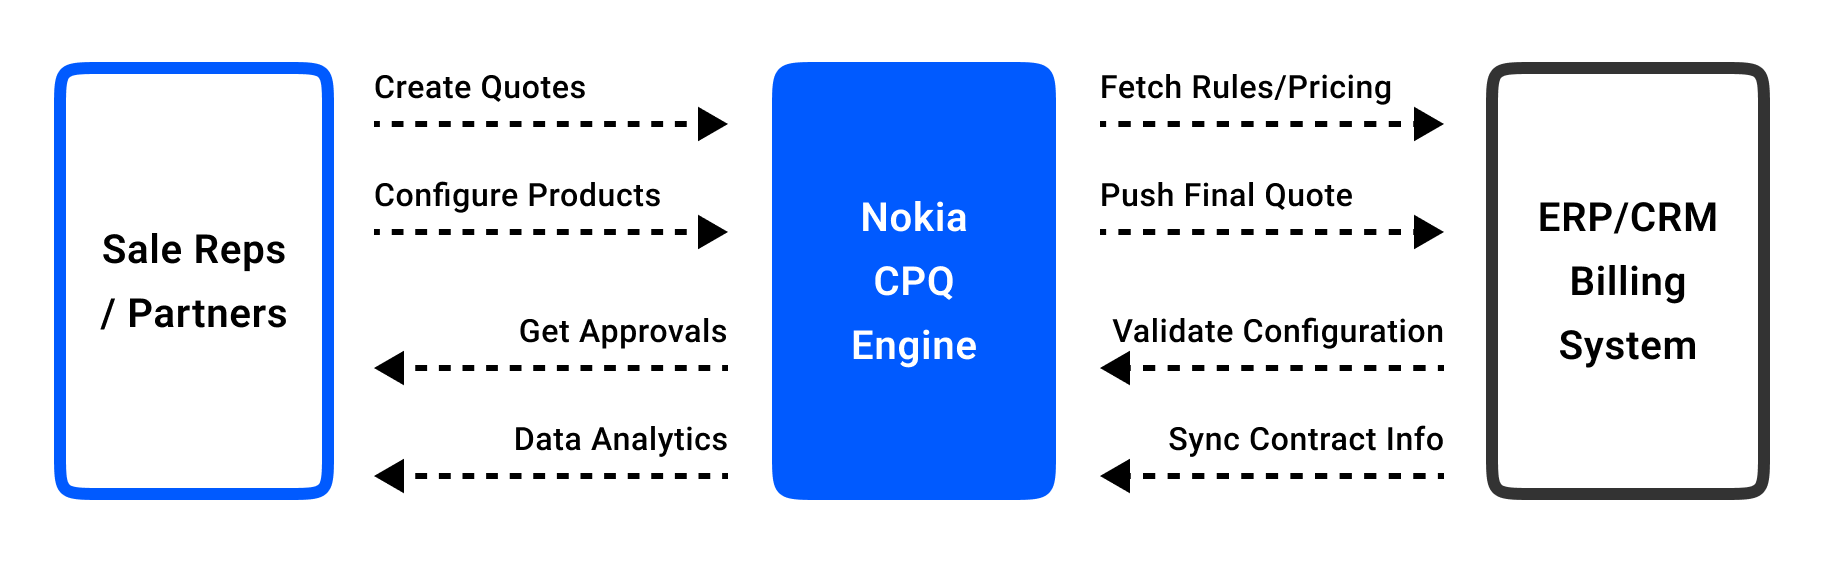 Sale Reps
/ Partners
Create Quotes
Configure Products
Get Approvals
Data Analytics
Nokia
CPQ
Engine
Fetch Rules/Pricing
Push Final Quote
Validate Configuration
Sync Contract Info
ERP/CRM
Billing
System